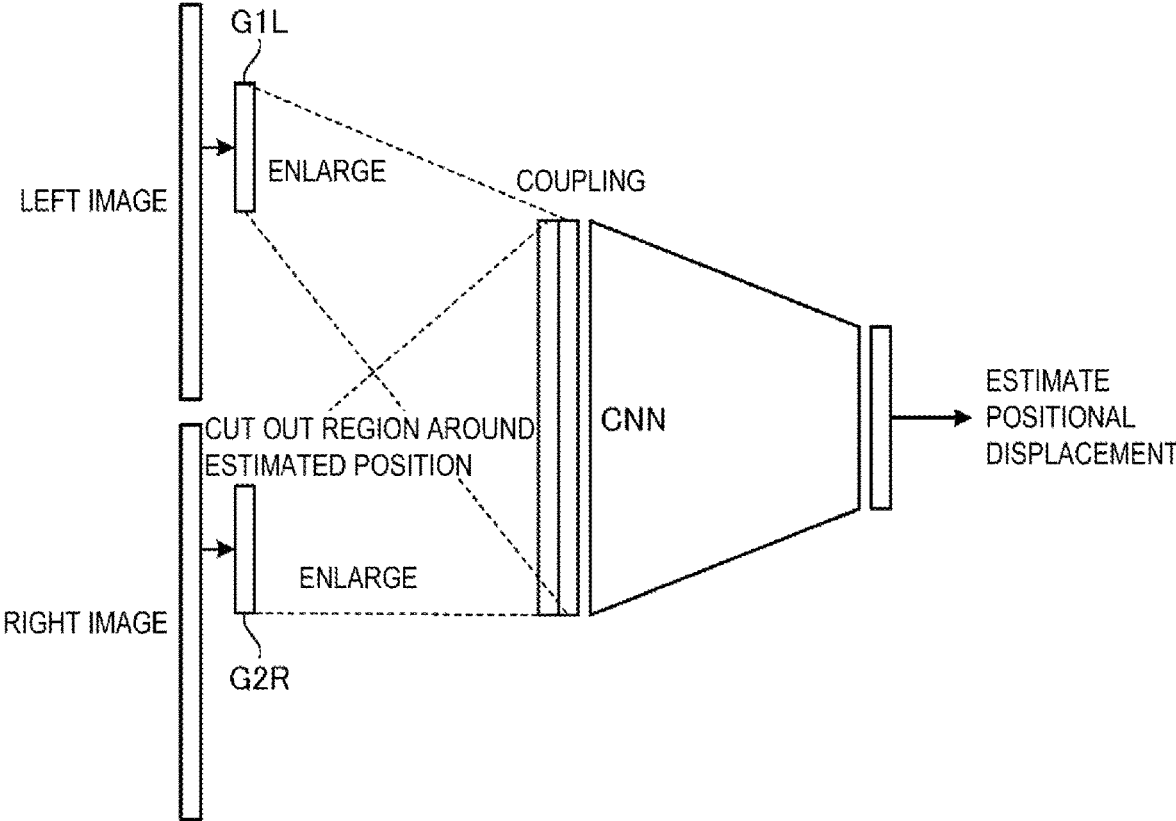 G1L
ENLARGE
COUPLING
LEFT IMAGE
CUT OUT REGION AROUND
ESTIMATED POSITION
CNN
ESTIMATE
POSITIONAL
DISPLACEMENT
ENLARGE
RIGHT IMAGE
G2R